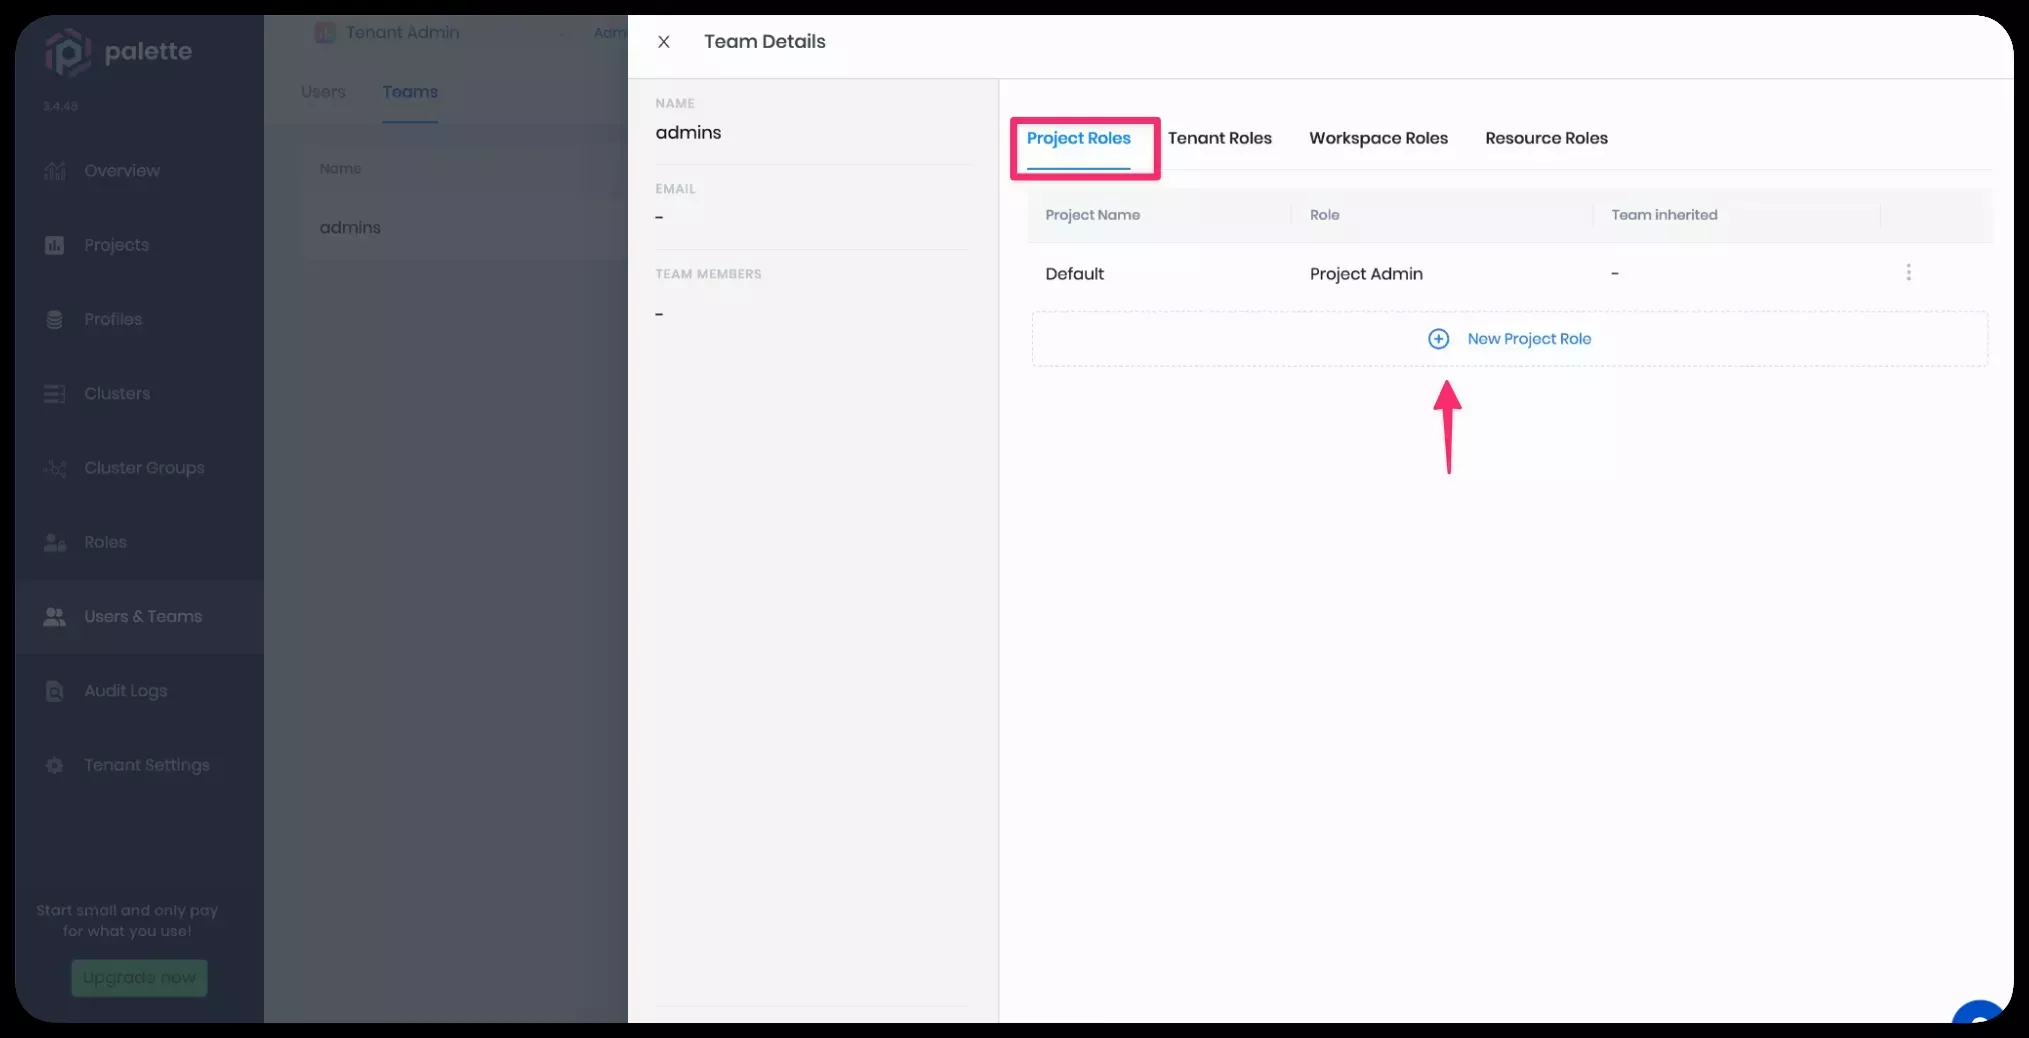 palette
3.4.48
Overview
Projects
Profiles
Clusters
Cluster Groups
Roles
Users & Teams
Audit Logs
Tenant Settings
Start small and only pay
for what you use!
Upgrade now
Tenant Admin
Users
Teams
Name
admins
Team Details
NAME
admins
EMAIL
-
TEAM MEMBERS
-
Project Roles
Tenant Roles
Workspace Roles
Resource Roles
Project Name
Role
Team inherited
Default
Project Admin
-
New Project Role